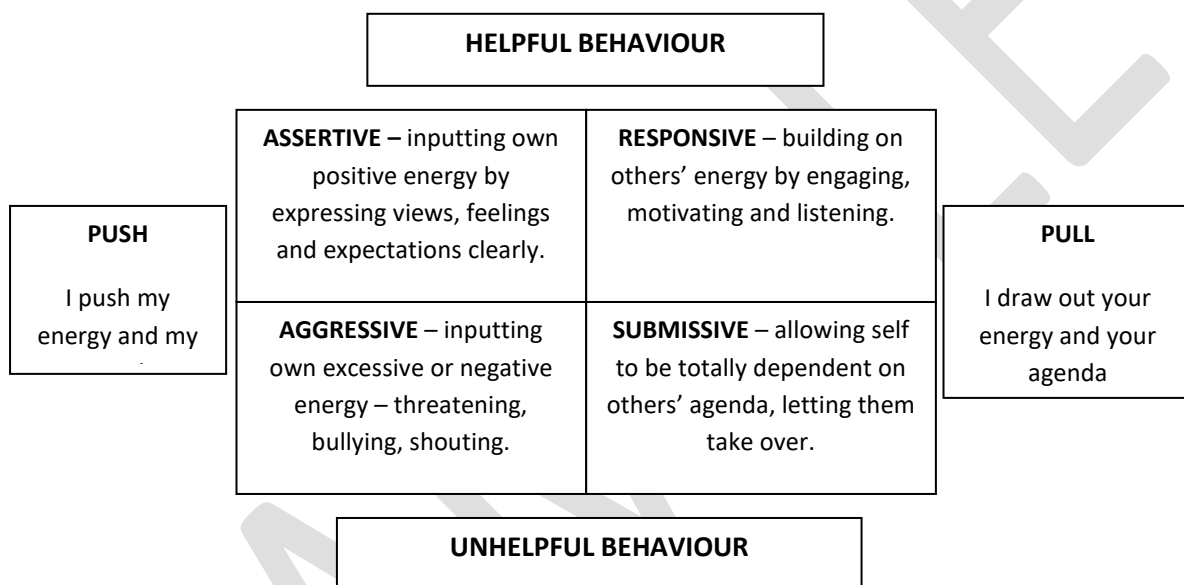 HELPFUL BEHAVIOUR
ASSERTIVE – inputting own
positive energy by
expressing views, feelings
and expectations clearly.
RESPONSIVE – building on
others’ energy by engaging,
motivating and listening.
PUSH
I push my
energy and my
PULL
I draw out your
energy and your
agenda
AGGRESSIVE – inputting
own excessive or negative
energy – threatening,
bullying, shouting.
SUBMISSIVE – allowing self
to be totally dependent on
others’ agenda, letting them
take over.
UNHELPFUL BEHAVIOUR